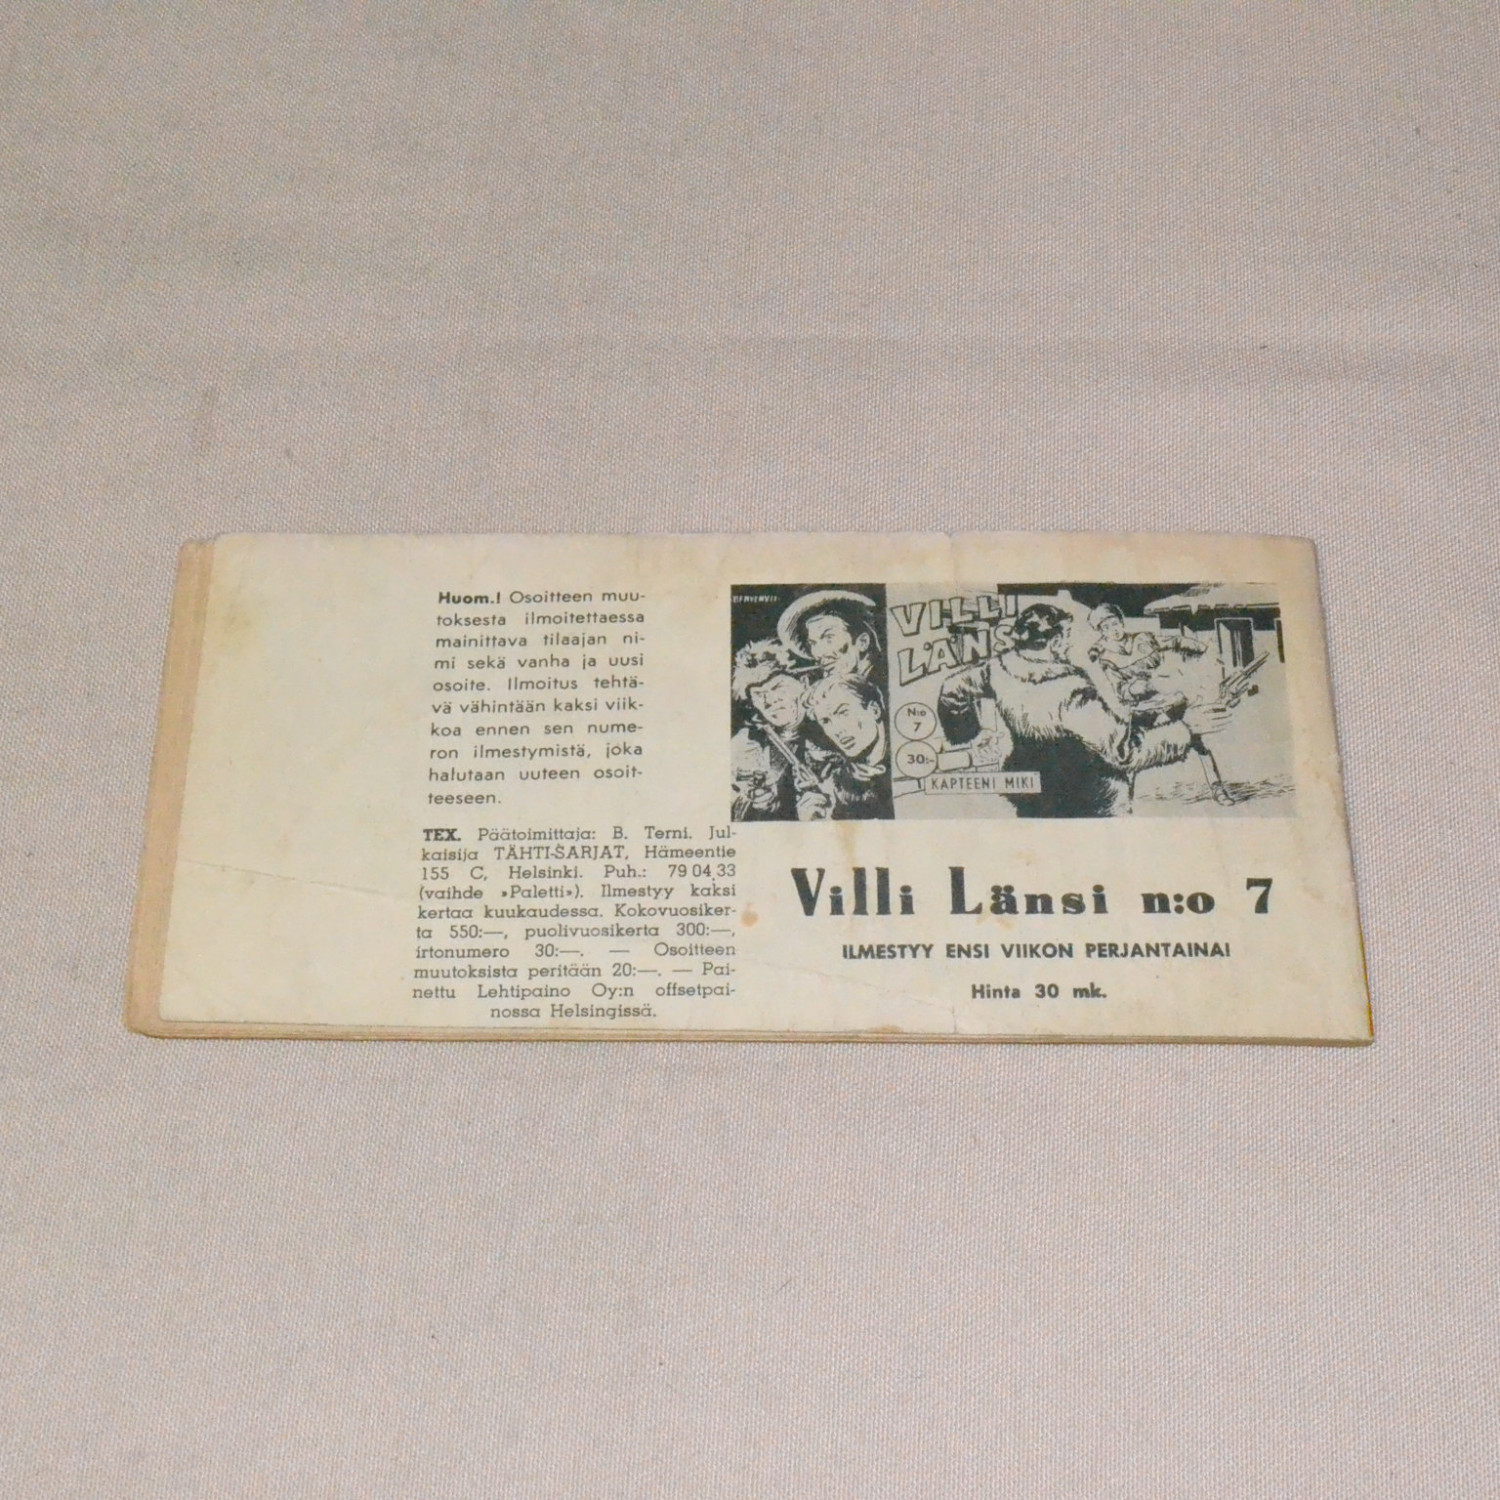 Huom.! Osoitteen muu-
toksesta ilmoitettaessa
mainittava tilaajan ni-
mi sekä vanha ja uusi
osoite. Ilmoitus tehtä-
vä vähintään kaksi viik-
koa ennen sen nume-
ron ilmestymistä, joka
halutaan uuteen osoit-
teeseen.
TEX. Päätoimittaja: B. Terni. Jul-
kaisija TÄHTI-SARJAT, Hämeentie
155 C, Helsinki. Puh.: 79 04 33
(vaihde »Paletti»). Ilmestyy kaksi
kertaa kuukaudessa. Kokovuosiker-
ta 550:—, puolivuosikerta 300:—,
irtonumero 30:—. — Osoitteen
muutoksista peritään 20:—. — Pai-
nettu Lehtipaino Oy:n offsetpai-
nossa Helsingissä.
VILLI
LÄNSI
N:o
7
30:-
KAPTEENI MIKI
Villi Länsi n:o 7
ILMESTYY ENSI VIIKON PERJANTAINA!
Hinta 30 mk.